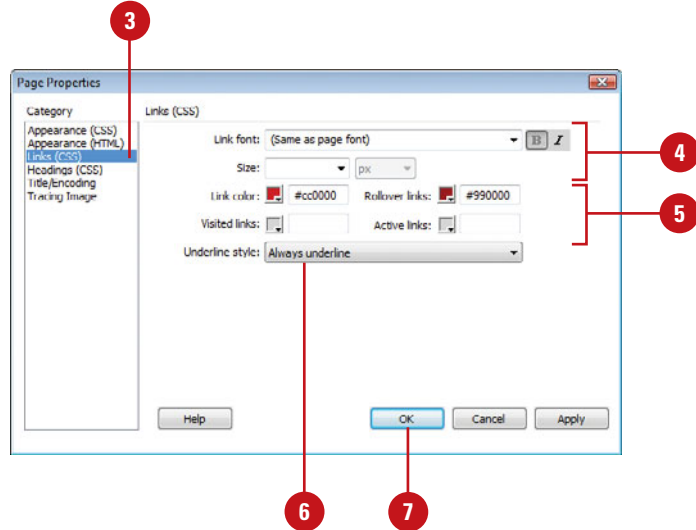 3
Page Properties
Category
Links (CSS)
Appearance (CSS)
Appearance (HTML)
Links (CSS)
Headings (CSS)
Title/Encoding
Tracing Image
Link font: (Same as page font) B I
4
Size: px
Link color: #cc0000 Rollover links: #990000
5
Visited links: Active links:
Underline style: Always underline
Help OK Cancel Apply
6 7